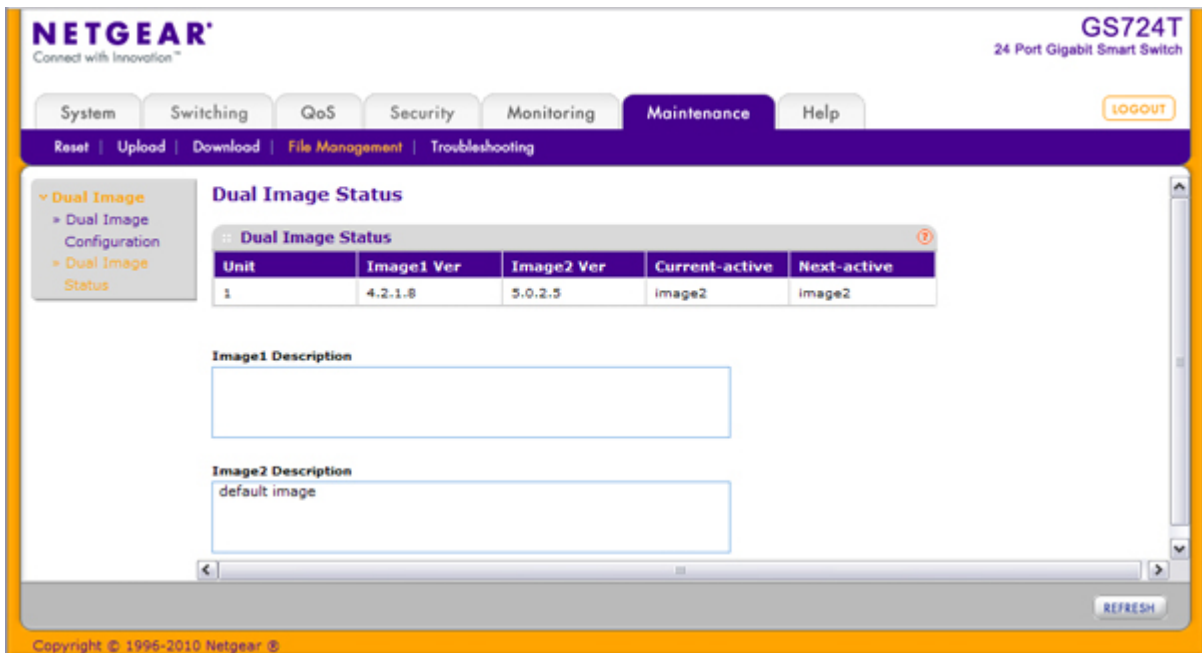 NETGEAR®
Connect with Innovation™
GS724T
24 Port Gigabit Smart Switch
System Switching QoS Security Monitoring Maintenance Help LOGOUT
Reset | Upload | Download | File Management | Troubleshooting
Dual Image
» Dual Image
Configuration
» Dual Image
Status
Dual Image Status
Dual Image Status ?
Unit Image1 Ver Image2 Ver Current-active Next-active
1 4.2.1.8 5.0.2.5 image2 image2
Image1 Description
Image2 Description
default image
REFRESH
Copyright © 1996-2010 Netgear ®